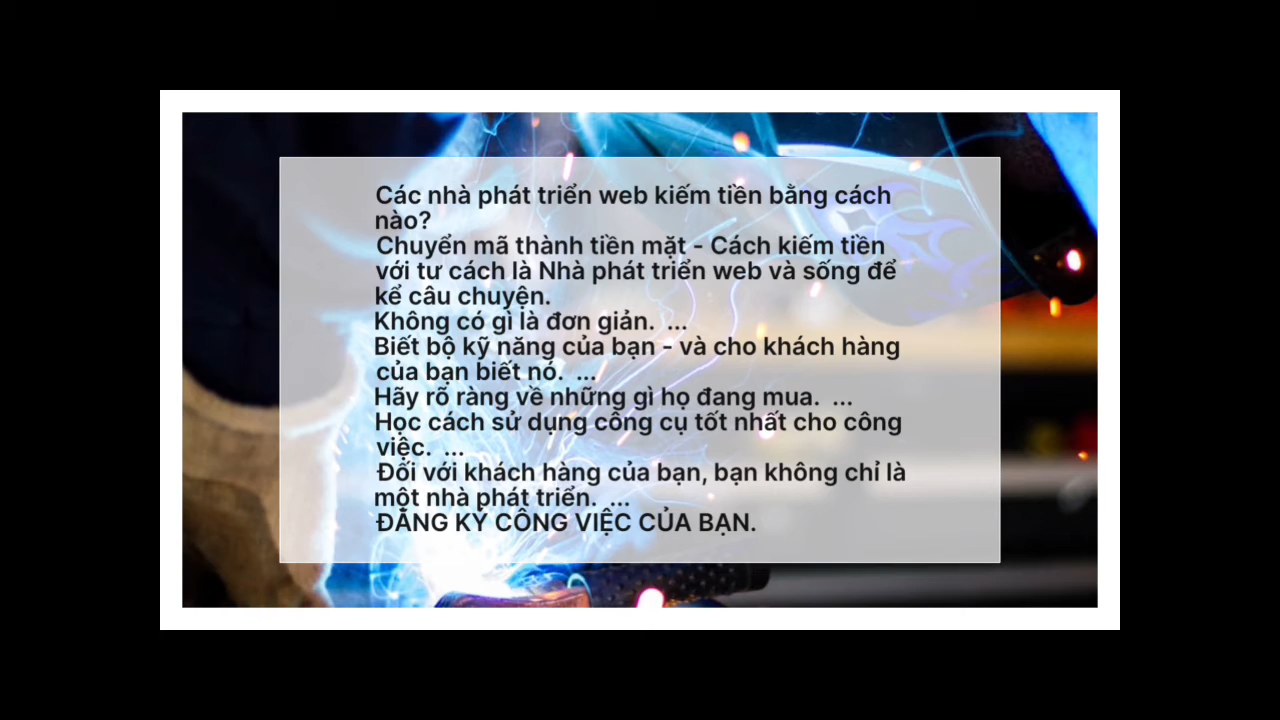 Các nhà phát triển web kiếm tiền bằng cách
nào?
Chuyển mã thành tiền mặt - Cách kiếm tiền
với tư cách là Nhà phát triển web và sống để
kể câu chuyện.
Không có gì là đơn giản. ...
Biết bộ kỹ năng của bạn - và cho khách hàng
của bạn biết nó. ...
Hãy rõ ràng về những gì họ đang mua. ...
Học cách sử dụng công cụ tốt nhất cho công
việc. ...
Đối với khách hàng của bạn, bạn không chỉ là
một nhà phát triển. ...
ĐĂNG KÝ CÔNG VIỆC CỦA BẠN.